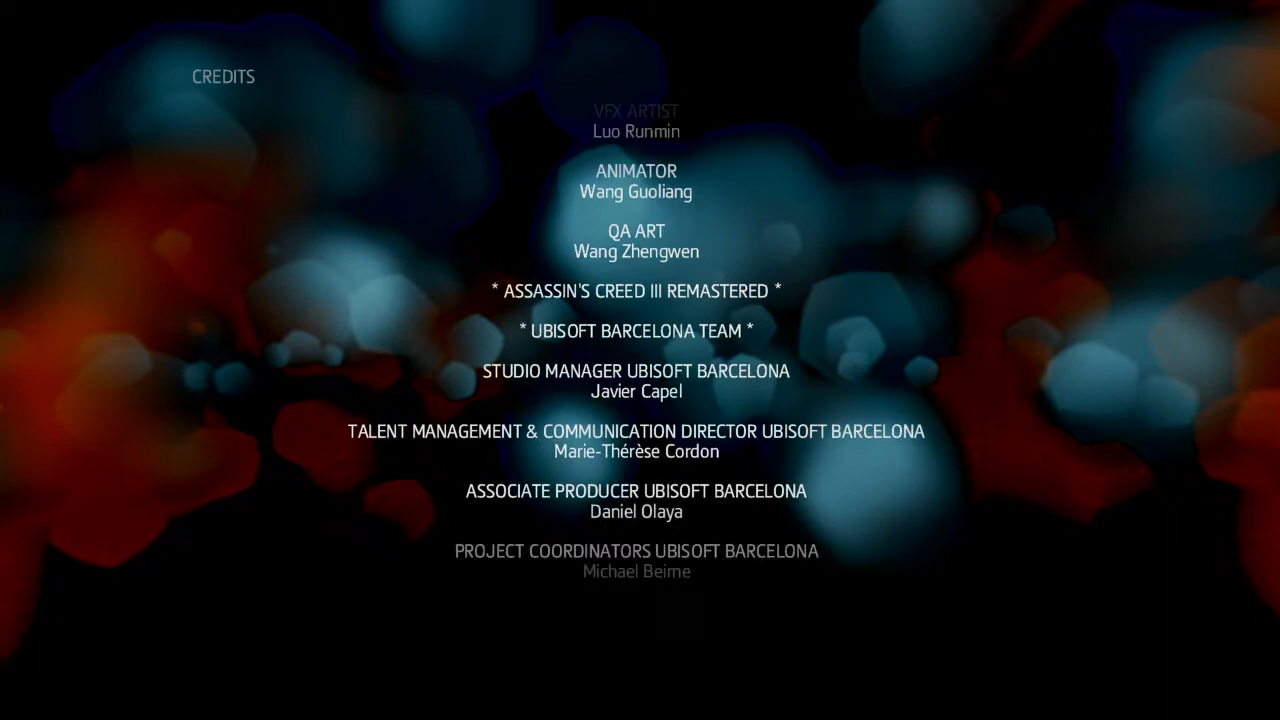 CREDITS
VFX ARTIST
Luo Runmin
ANIMATOR
Wang Guoliang
QA ART
Wang Zhengwen
* ASSASSIN'S CREED III REMASTERED *
* UBISOFT BARCELONA TEAM *
STUDIO MANAGER UBISOFT BARCELONA
Javier Capel
TALENT MANAGEMENT & COMMUNICATION DIRECTOR UBISOFT BARCELONA
Marie-Thérèse Cordon
ASSOCIATE PRODUCER UBISOFT BARCELONA
Daniel Olaya
PROJECT COORDINATORS UBISOFT BARCELONA
Michael Beirne